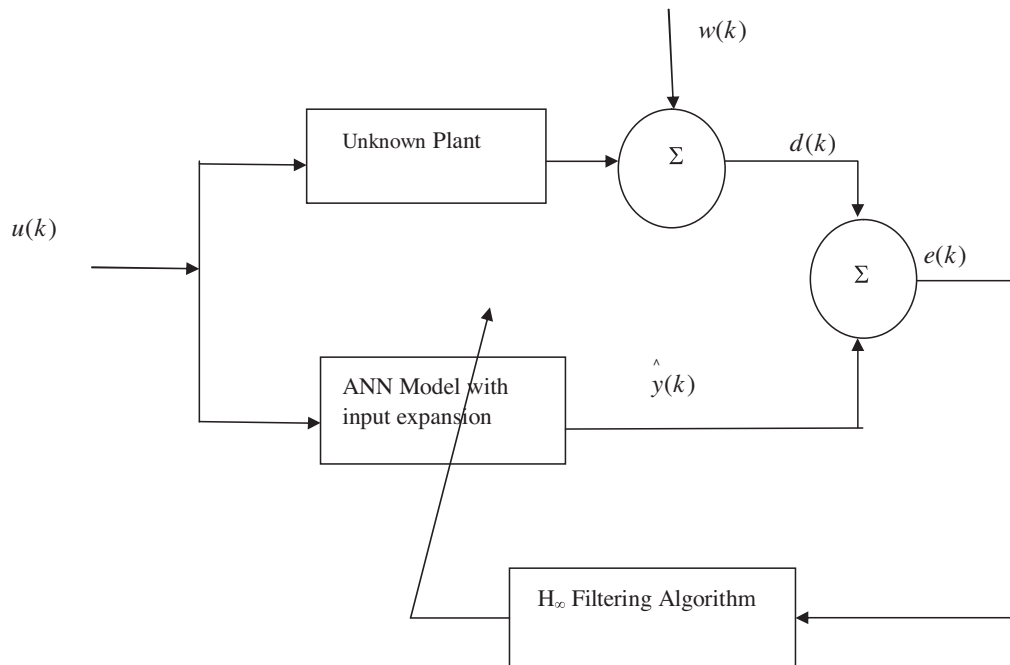 w(k)
Unknown Plant
Σ
d(k)
u(k)
Σ
e(k)
ANN Model with
input expansion
ŷ(k)
H∞ Filtering Algorithm